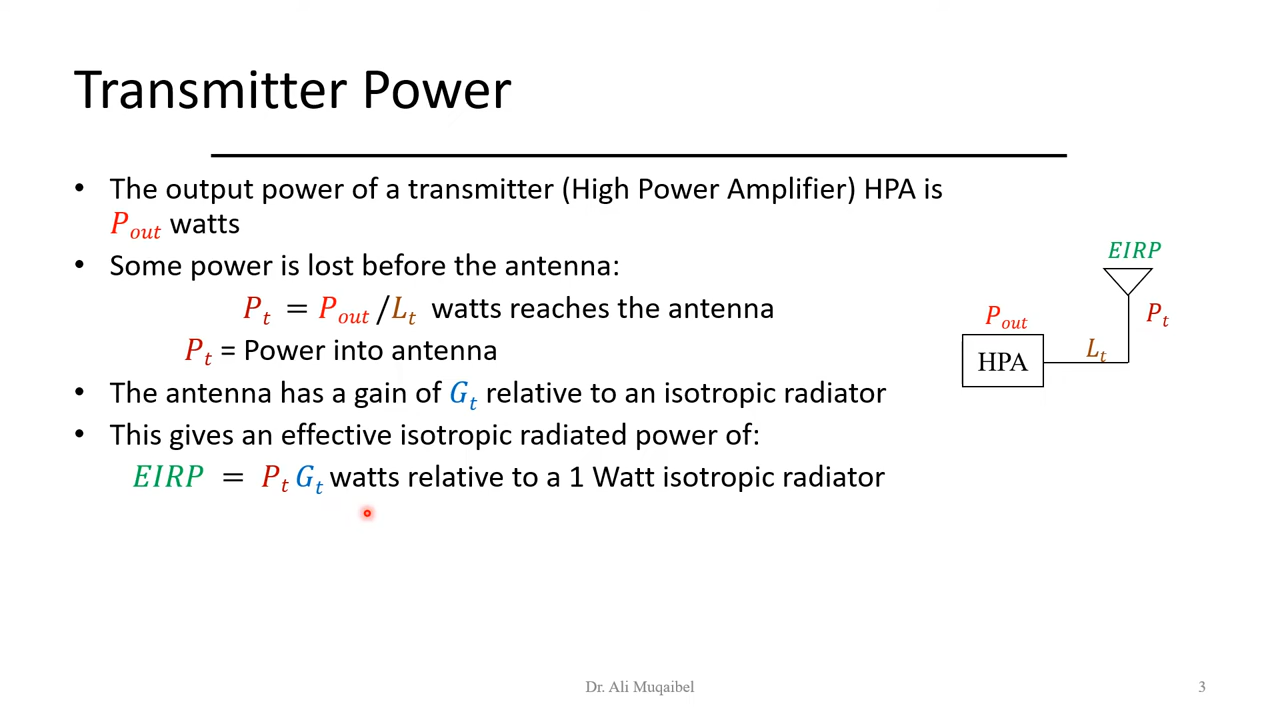 Transmitter Power
• The output power of a transmitter (High Power Amplifier) HPA is
P_out watts
• Some power is lost before the antenna:
P_t = P_out /L_t watts reaches the antenna
P_t = Power into antenna
• The antenna has a gain of G_t relative to an isotropic radiator
• This gives an effective isotropic radiated power of:
EIRP = P_t G_t watts relative to a 1 Watt isotropic radiator
EIRP
P_out
P_t
HPA
L_t
Dr. Ali Muqaibel
3